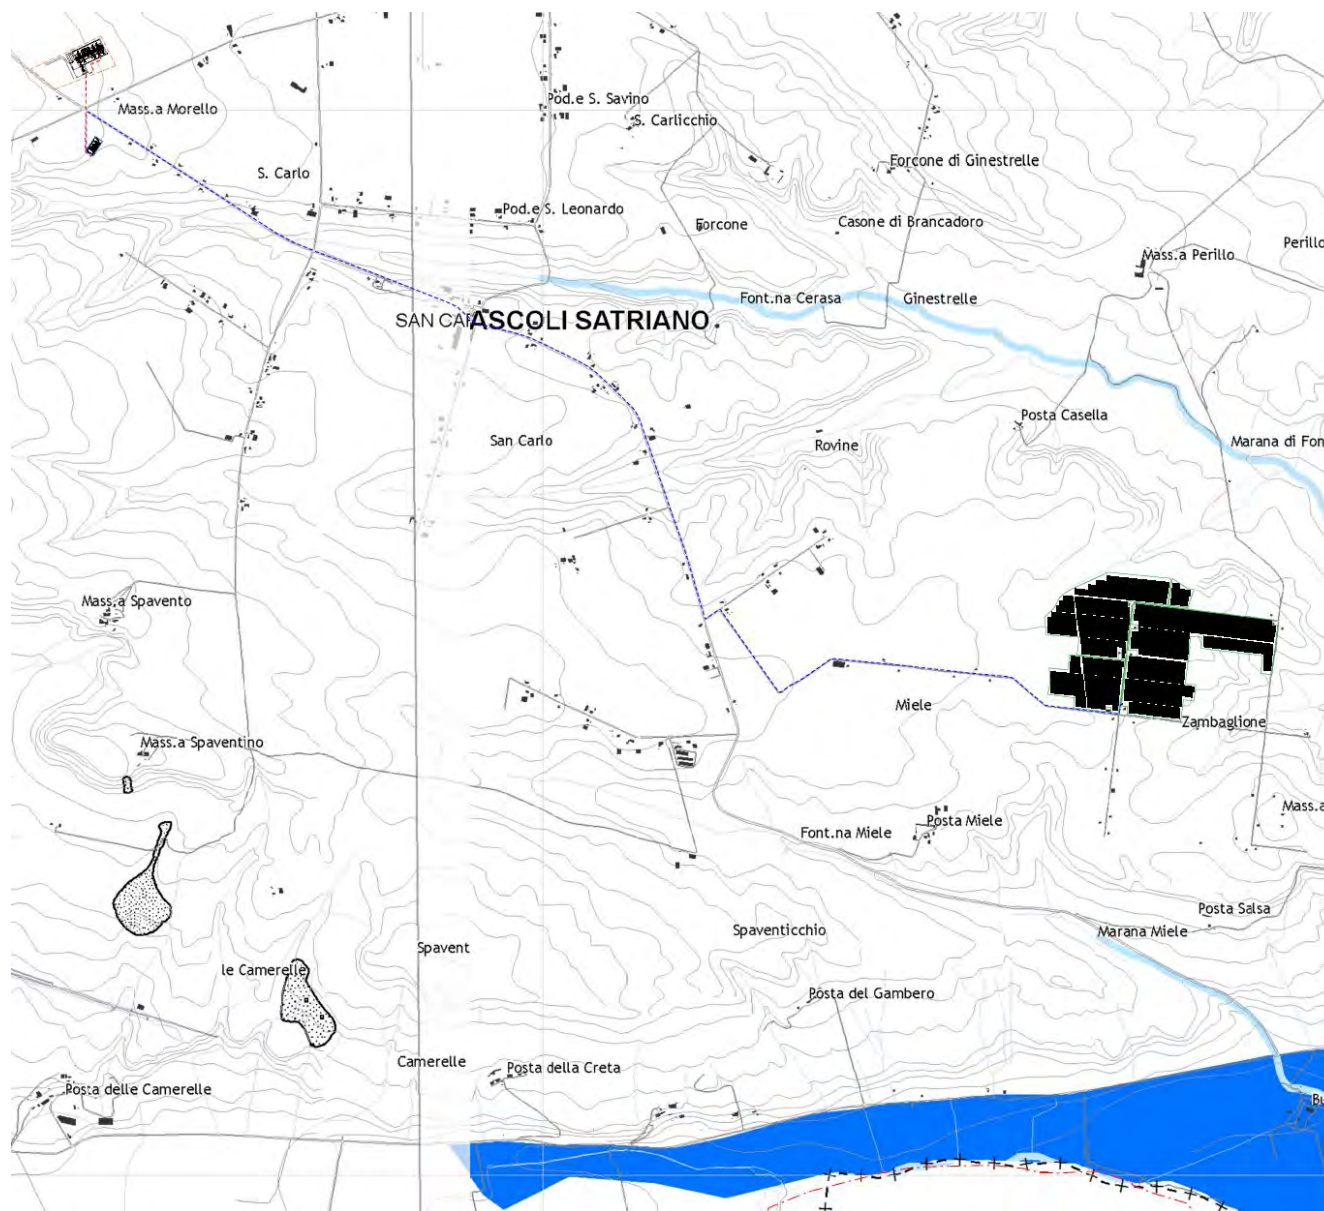 Pod.e S. Savino
Mass.a Morello
S. Carlicchio
Forcone di Ginestrelle
S. Carlo
Pod.e S. Leonardo
Forcone
Casone di Brancadoro
Perillo
Mass.a Perillo
Font.na Cerasa
Ginestrelle
SAN CA
ASCOLI SATRIANO
Posta Casella
San Carlo
Rovine
Marana di Fon
Mass.a Spavento
Miele
Zambaglione
Mass.a Spaventino
Mass.a
Posta Miele
Font.na Miele
Posta Salsa
Spaventicchio
Marana Miele
Spavent
le Camerelle
Posta del Gambero
Camerelle
Posta della Creta
Posta delle Camerelle
Bu